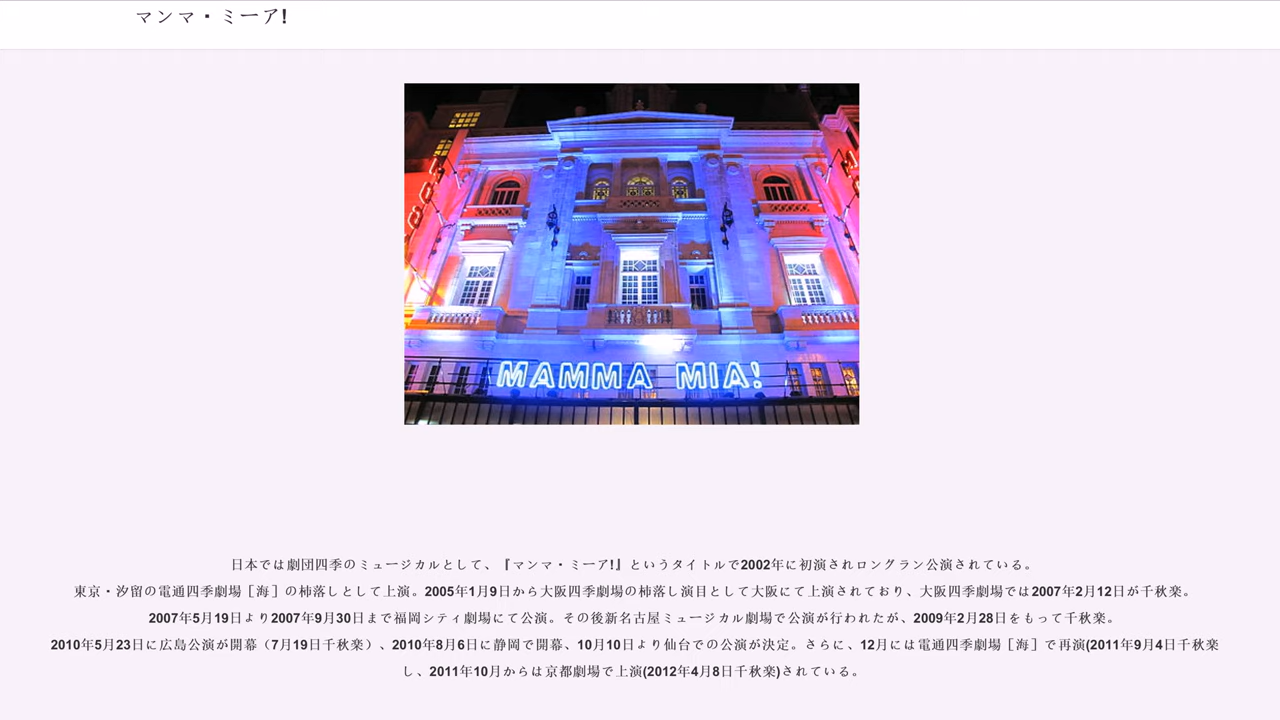 マンマ・ミーア!
MAMMA MIA!
日本では劇団四季のミュージカルとして、『マンマ・ミーア!』というタイトルで2002年に初演されロングラン公演されている。
東京・汐留の電通四季劇場［海］の杮落しとして上演。2005年1月9日から大阪四季劇場の杮落し演目として大阪にて上演されており、大阪四季劇場では2007年2月12日が千秋楽。
2007年5月19日より2007年9月30日まで福岡シティ劇場にて公演。その後新名古屋ミュージカル劇場で公演が行われたが、2009年2月28日をもって千秋楽。
2010年5月23日に広島公演が開幕（7月19日千秋楽）、2010年8月6日に静岡で開幕、10月10日より仙台での公演が決定。さらに、12月には電通四季劇場［海］で再演(2011年9月4日千秋楽
し、2011年10月からは京都劇場で上演(2012年4月8日千秋楽)されている。